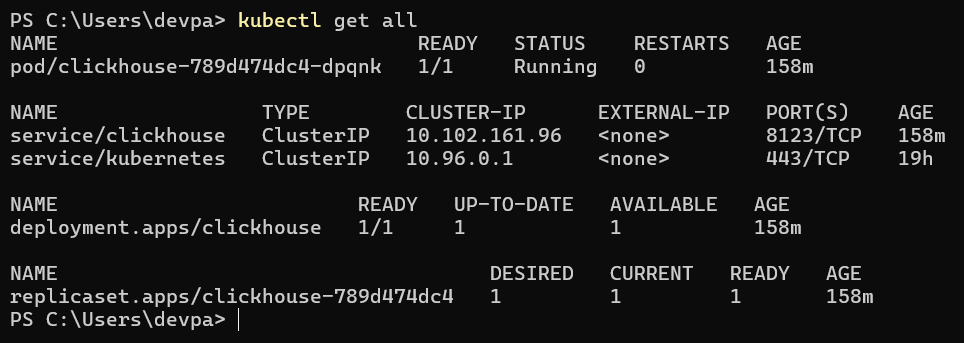 PS C:\Users\devpa> kubectl get all
NAME                              READY   STATUS    RESTARTS   AGE
pod/clickhouse-789d474dc4-dpqnk   1/1     Running   0          158m

NAME                 TYPE        CLUSTER-IP      EXTERNAL-IP   PORT(S)    AGE
service/clickhouse   ClusterIP   10.102.161.96   <none>        8123/TCP   158m
service/kubernetes   ClusterIP   10.96.0.1       <none>        443/TCP    19h

NAME                         READY   UP-TO-DATE   AVAILABLE   AGE
deployment.apps/clickhouse   1/1     1            1           158m

NAME                                    DESIRED   CURRENT   READY   AGE
replicaset.apps/clickhouse-789d474dc4   1         1         1       158m
PS C:\Users\devpa>